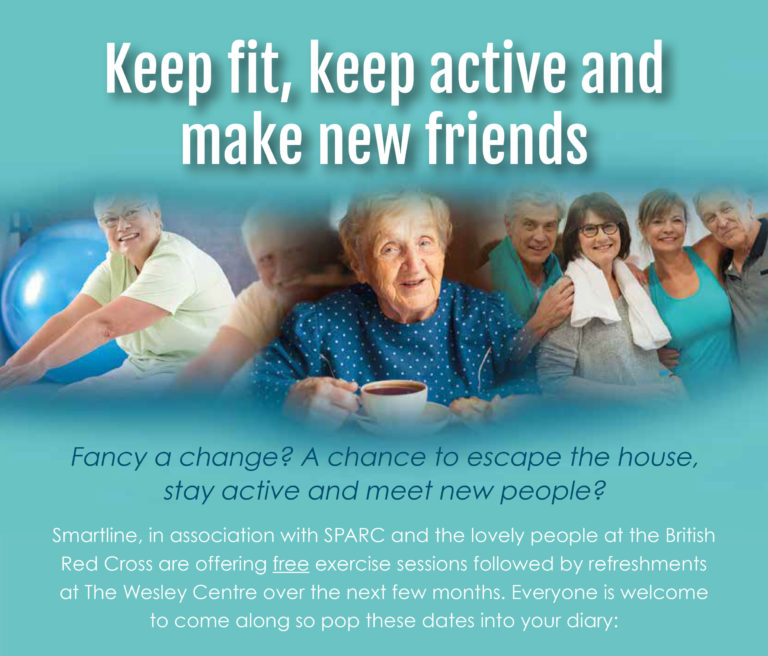 Keep fit, keep active and
make new friends
Fancy a change? A chance to escape the house,
stay active and meet new people?
Smartline, in association with SPARC and the lovely people at the British
Red Cross are offering free exercise sessions followed by refreshments
at The Wesley Centre over the next few months. Everyone is welcome
to come along so pop these dates into your diary: